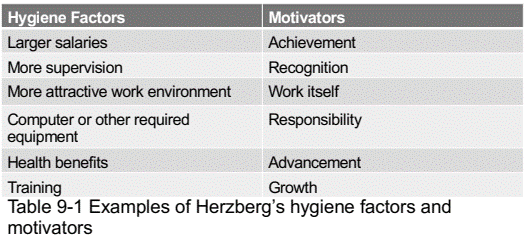 Hygiene Factors Motivators
Larger salaries Achievement
More supervision Recognition
More attractive work environment Work itself
Computer or other required Responsibility
equipment
Health benefits Advancement
Training Growth
Table 9-1 Examples of Herzberg's hygiene factors and
motivators